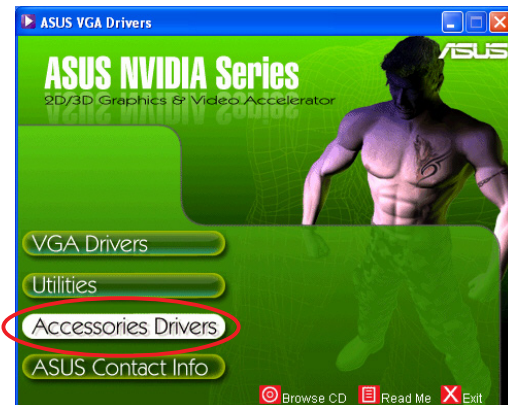 ASUS VGA Drivers
ASUS
ASUS NVIDIA Series
2D/3D Graphics & Video Accelerator
VGA Drivers
Utilities
Accessories Drivers
ASUS Contact Info
Browse CD Read Me Exit